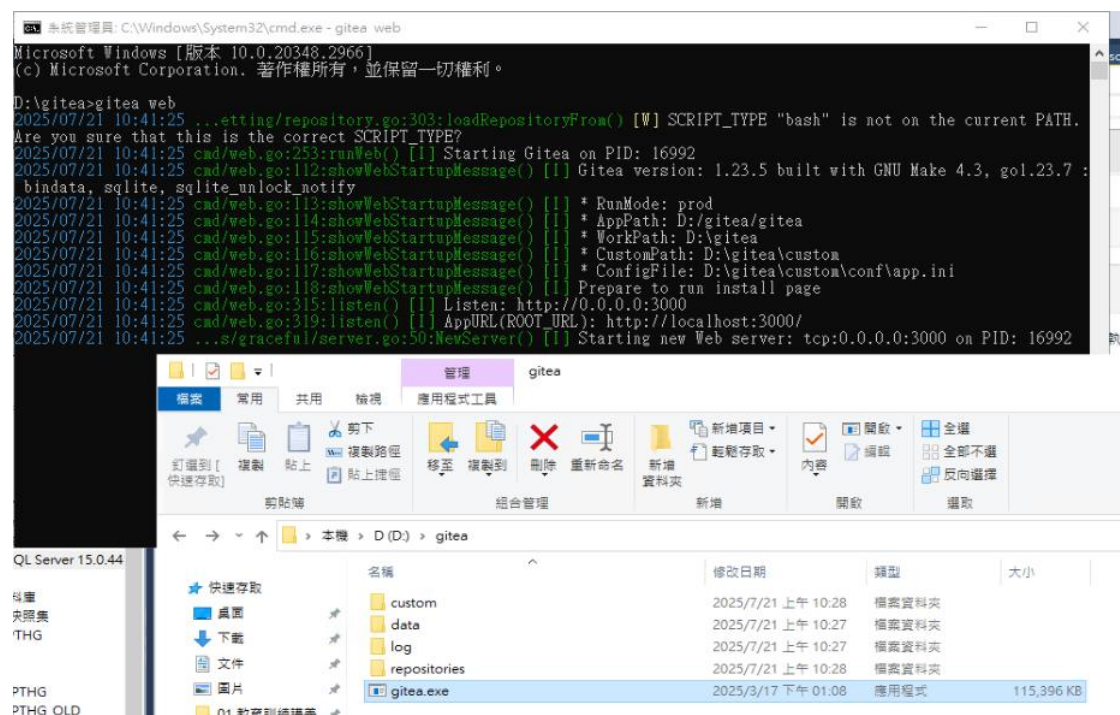 系統管理員: C:\Windows\System32\cmd.exe - gitea web
Microsoft Windows [版本 10.0.20348.2966]
(c) Microsoft Corporation. 著作權所有，並保留一切權利。
D:\gitea>gitea web
2025/07/21 10:41:25 ...etting/repository.go:303:loadRepositoryFrom() [W] SCRIPT_TYPE "bash" is not on the current PATH.
Are you sure that this is the correct SCRIPT_TYPE?
2025/07/21 10:41:25 cmd/web.go:253:runWeb() [I] Starting Gitea on PID: 16992
2025/07/21 10:41:25 cmd/web.go:112:showWebStartupMessage() [I] Gitea version: 1.23.5 built with GNU Make 4.3, go1.23.7 :
bindata, sqlite, sqlite_unlock_notify
2025/07/21 10:41:25 cmd/web.go:113:showWebStartupMessage() [I] * RunMode: prod
2025/07/21 10:41:25 cmd/web.go:114:showWebStartupMessage() [I] * AppPath: D:/gitea/gitea
2025/07/21 10:41:25 cmd/web.go:115:showWebStartupMessage() [I] * WorkPath: D:\gitea
2025/07/21 10:41:25 cmd/web.go:116:showWebStartupMessage() [I] * CustomPath: D:\gitea\custom
2025/07/21 10:41:25 cmd/web.go:117:showWebStartupMessage() [I] * ConfigFile: D:\gitea\custom\conf\app.ini
2025/07/21 10:41:25 cmd/web.go:118:showWebStartupMessage() [I] Prepare to run install page
2025/07/21 10:41:25 cmd/web.go:315:listen() [I] Listen: http://0.0.0.0:3000
2025/07/21 10:41:25 cmd/web.go:319:listen() [I] AppURL(ROOT_URL): http://localhost:3000/
2025/07/21 10:41:25 ...s/graceful/server.go:50:NewServer() [I] Starting new Web server: tcp:0.0.0.0:3000 on PID: 16992
管理 gitea
檔案 常用 共用 檢視 應用程式工具
釘選到 [快速存取]
複製
貼上
剪下
複製路徑
貼上捷徑
移至 複製到 刪除 重新命名
新增資料夾
新增項目
輕鬆存取
內容
開啟
編輯
全選
全部不選
反向選擇
剪貼簿 組合管理 新增 開啟 選取
本機 › D (D:) › gitea
QL Server 15.0.44
名稱 修改日期 類型 大小
快速存取
桌面
下載
文件
圖片
01 教育訓練講義
custom 2025/7/21 上午 10:28 檔案資料夾
data 2025/7/21 上午 10:27 檔案資料夾
log 2025/7/21 上午 10:27 檔案資料夾
repositories 2025/7/21 上午 10:28 檔案資料夾
gitea.exe 2025/3/17 下午 01:08 應用程式 115,396 KB
料庫
快照集
PTHG
PTHG_OLD